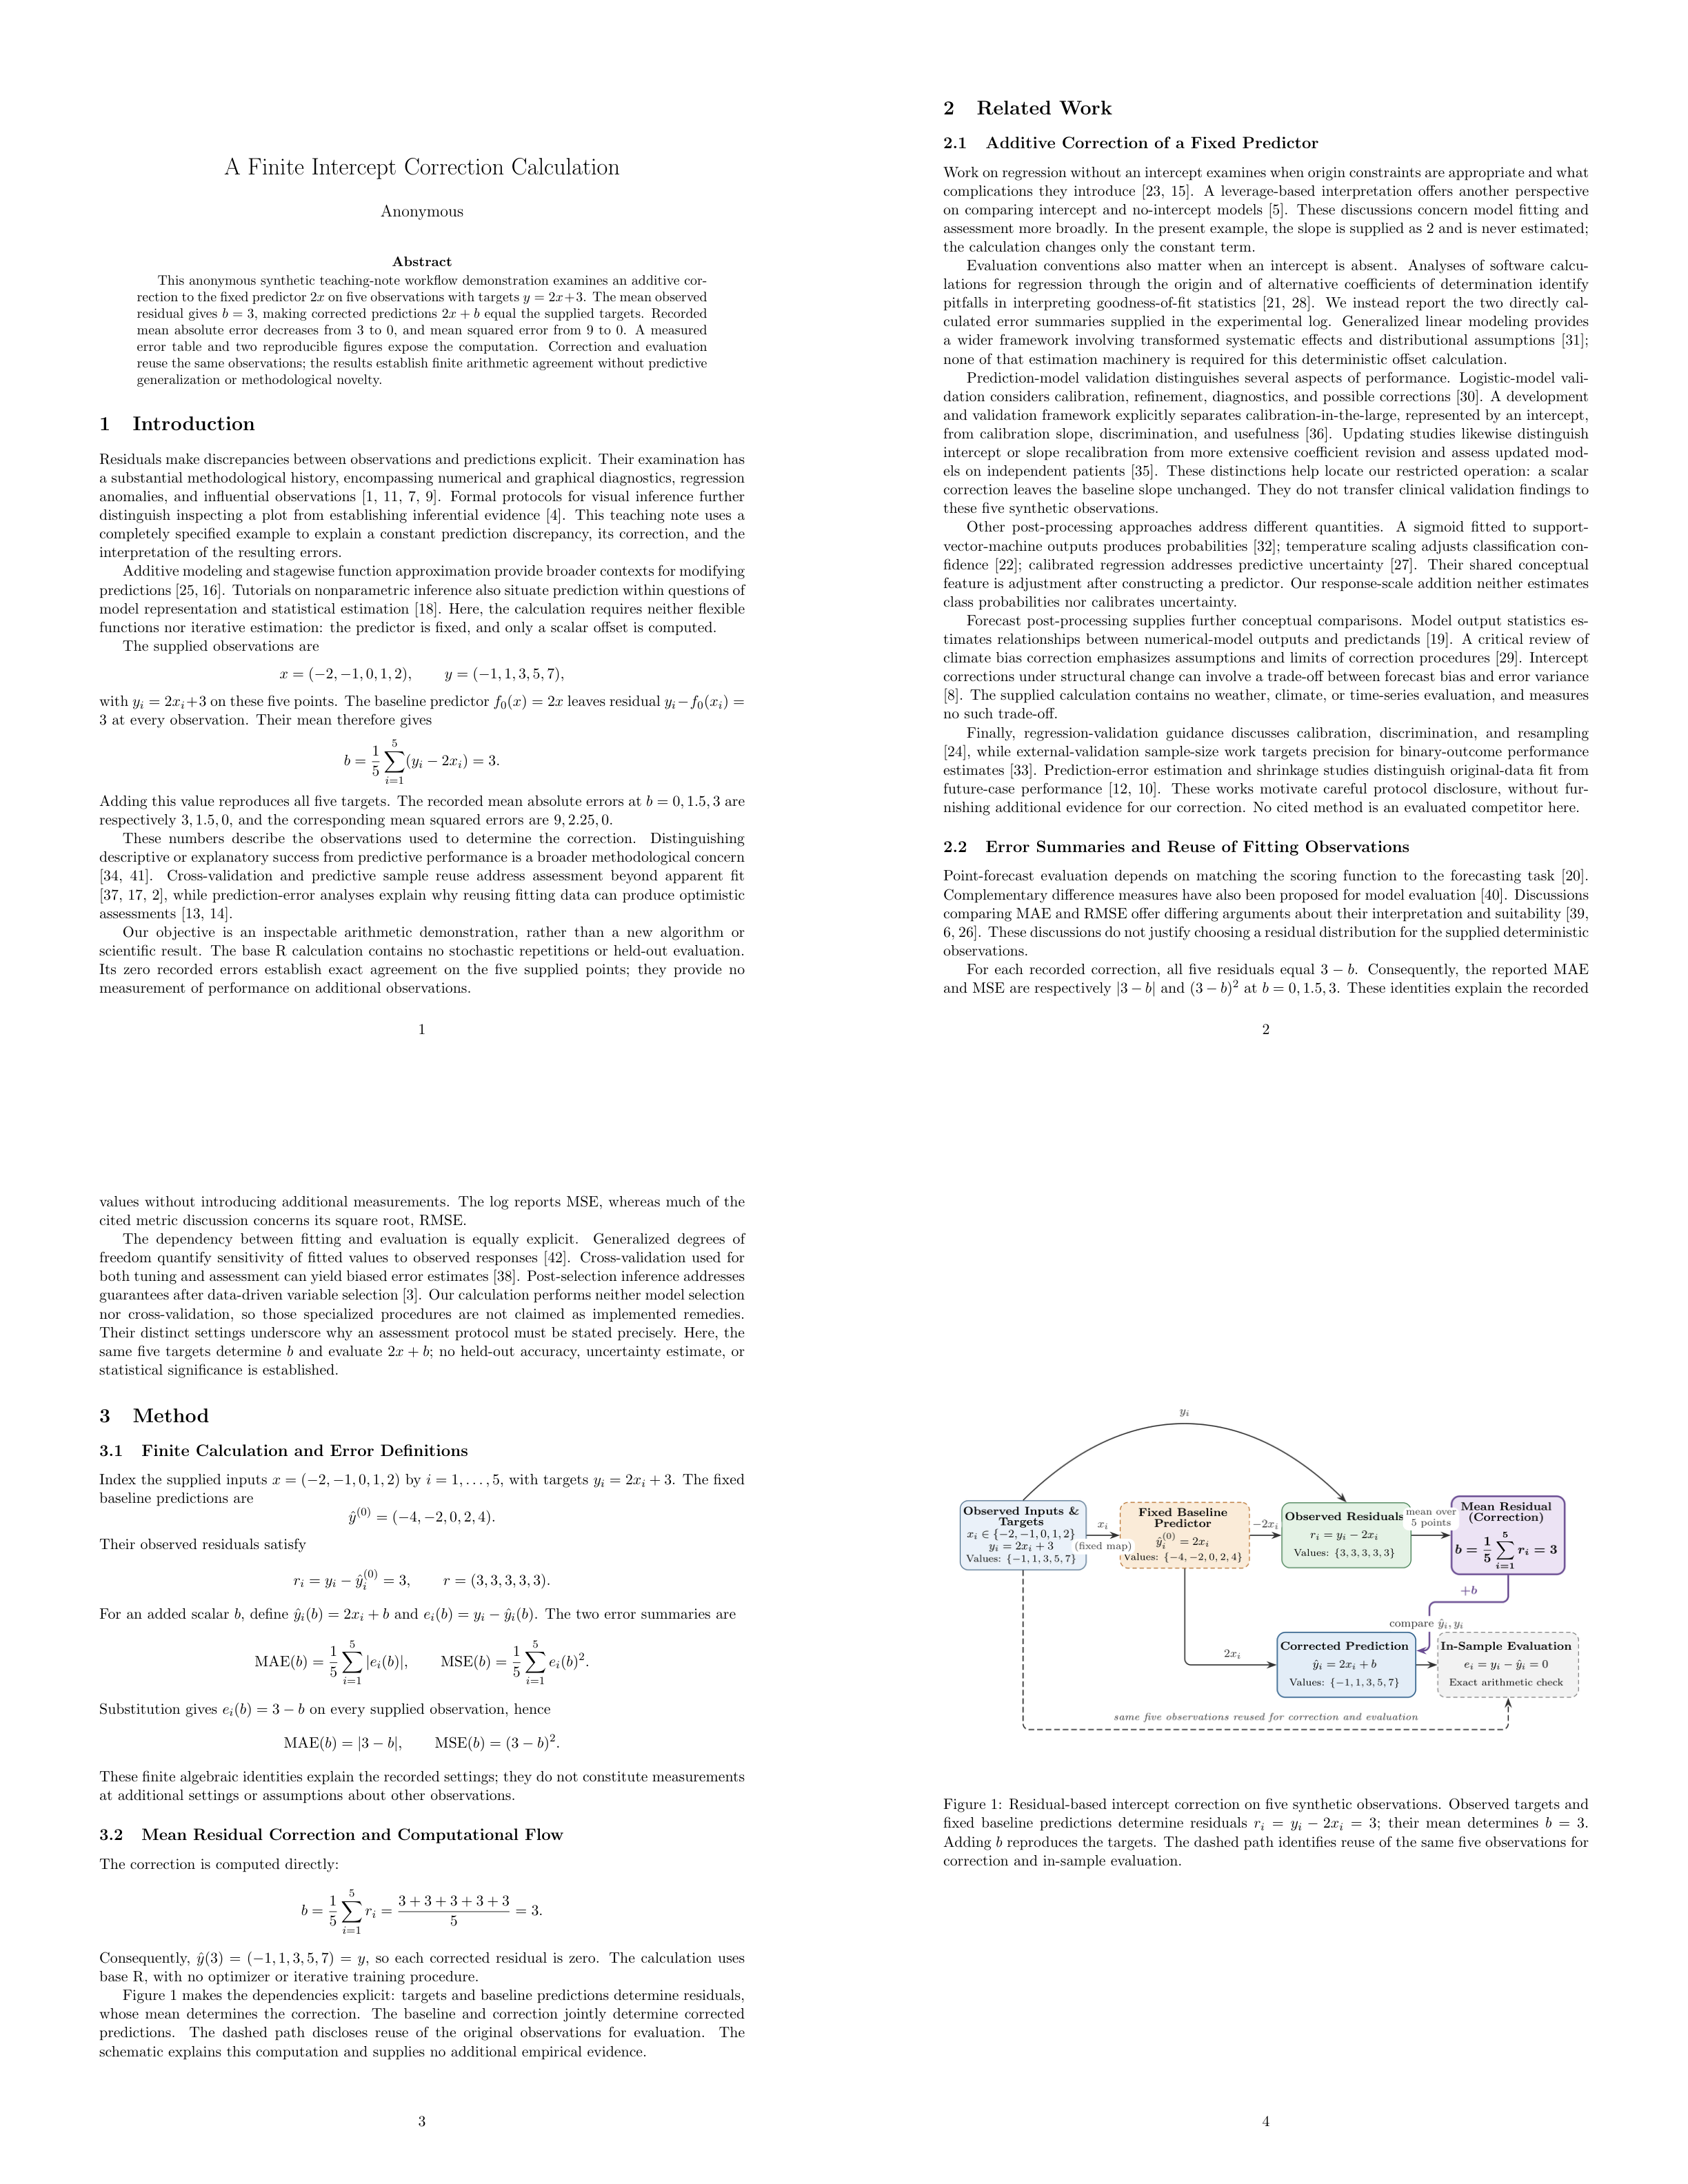 A Finite Intercept Correction Calculation
Anonymous
Abstract
This anonymous synthetic teaching-note workflow demonstration examines an additive cor-
rection to the fixed predictor 2x on five observations with targets y = 2x+3. The mean observed
residual gives b = 3, making corrected predictions 2x + b equal the supplied targets. Recorded
mean absolute error decreases from 3 to 0, and mean squared error from 9 to 0. A measured
error table and two reproducible figures expose the computation. Correction and evaluation
reuse the same observations; the results establish finite arithmetic agreement without predictive
generalization or methodological novelty.
1 Introduction
Residuals make discrepancies between observations and predictions explicit. Their examination has
a substantial methodological history, encompassing numerical and graphical diagnostics, regression
anomalies, and influential observations [1, 11, 7, 9]. Formal protocols for visual inference further
distinguish inspecting a plot from establishing inferential evidence [4]. This teaching note uses a
completely specified example to explain a constant prediction discrepancy, its correction, and the
interpretation of the resulting errors.
Additive modeling and stagewise function approximation provide broader contexts for modifying
predictions [25, 16]. Tutorials on nonparametric inference also situate prediction within questions of
model representation and statistical estimation [18]. Here, the calculation requires neither flexible
functions nor iterative estimation: the predictor is fixed, and only a scalar offset is computed.
The supplied observations are
x = (−2, −1, 0, 1, 2), y = (−1, 1, 3, 5, 7),
with yᵢ = 2xᵢ+3 on these five points. The baseline predictor f₀(x) = 2x leaves residual yᵢ−f₀(xᵢ) =
3 at every observation. Their mean therefore gives
b = 1/5 ∑ᵢ₌₁⁵ (yᵢ − 2xᵢ) = 3.
Adding this value reproduces all five targets. The recorded mean absolute errors at b = 0, 1.5, 3 are
respectively 3, 1.5, 0, and the corresponding mean squared errors are 9, 2.25, 0.
These numbers describe the observations used to determine the correction. Distinguishing
descriptive or explanatory success from predictive performance is a broader methodological concern
[34, 41]. Cross-validation and predictive sample reuse address assessment beyond apparent fit
[37, 17, 2], while prediction-error analyses explain why reusing fitting data can produce optimistic
assessments [13, 14].
Our objective is an inspectable arithmetic demonstration, rather than a new algorithm or
scientific result. The base R calculation contains no stochastic repetitions or held-out evaluation.
Its zero recorded errors establish exact agreement on the five supplied points; they provide no
measurement of performance on additional observations.
1
2 Related Work
2.1 Additive Correction of a Fixed Predictor
Work on regression without an intercept examines when origin constraints are appropriate and what
complications they introduce [23, 15]. A leverage-based interpretation offers another perspective
on comparing intercept and no-intercept models [5]. These discussions concern model fitting and
assessment more broadly. In the present example, the slope is supplied as 2 and is never estimated;
the calculation changes only the constant term.
Evaluation conventions also matter when an intercept is absent. Analyses of software calcu-
lations for regression through the origin and of alternative coefficients of determination identify
pitfalls in interpreting goodness-of-fit statistics [21, 28]. We instead report the two directly cal-
culated error summaries supplied in the experimental log. Generalized linear modeling provides
a wider framework involving transformed systematic effects and distributional assumptions [31];
none of that estimation machinery is required for this deterministic offset calculation.
Prediction-model validation distinguishes several aspects of performance. Logistic-model vali-
dation considers calibration, refinement, diagnostics, and possible corrections [30]. A development
and validation framework explicitly separates calibration-in-the-large, represented by an intercept,
from calibration slope, discrimination, and usefulness [36]. Updating studies likewise distinguish
intercept or slope recalibration from more extensive coefficient revision and assess updated mod-
els on independent patients [35]. These distinctions help locate our restricted operation: a scalar
correction leaves the baseline slope unchanged. They do not transfer clinical validation findings to
these five synthetic observations.
Other post-processing approaches address different quantities. A sigmoid fitted to support-
vector-machine outputs produces probabilities [32]; temperature scaling adjusts classification con-
fidence [22]; calibrated regression addresses predictive uncertainty [27]. Their shared conceptual
feature is adjustment after constructing a predictor. Our response-scale addition neither estimates
class probabilities nor calibrates uncertainty.
Forecast post-processing supplies further conceptual comparisons. Model output statistics es-
timates relationships between numerical-model outputs and predictands [19]. A critical review of
climate bias correction emphasizes assumptions and limits of correction procedures [29]. Intercept
corrections under structural change can involve a trade-off between forecast bias and error variance
[8]. The supplied calculation contains no weather, climate, or time-series evaluation, and measures
no such trade-off.
Finally, regression-validation guidance discusses calibration, discrimination, and resampling
[24], while external-validation sample-size work targets precision for binary-outcome performance
estimates [33]. Prediction-error estimation and shrinkage studies distinguish original-data fit from
future-case performance [12, 10]. These works motivate careful protocol disclosure, without fur-
nishing additional evidence for our correction. No cited method is an evaluated competitor here.
2.2 Error Summaries and Reuse of Fitting Observations
Point-forecast evaluation depends on matching the scoring function to the forecasting task [20].
Complementary difference measures have also been proposed for model evaluation [40]. Discussions
comparing MAE and RMSE offer differing arguments about their interpretation and suitability [39,
6, 26]. These discussions do not justify choosing a residual distribution for the supplied deterministic
observations.
For each recorded correction, all five residuals equal 3 − b. Consequently, the reported MAE
and MSE are respectively |3 − b| and (3 − b)² at b = 0, 1.5, 3. These identities explain the recorded
2
values without introducing additional measurements. The log reports MSE, whereas much of the
cited metric discussion concerns its square root, RMSE.
The dependency between fitting and evaluation is equally explicit. Generalized degrees of
freedom quantify sensitivity of fitted values to observed responses [42]. Cross-validation used for
both tuning and assessment can yield biased error estimates [38]. Post-selection inference addresses
guarantees after data-driven variable selection [3]. Our calculation performs neither model selection
nor cross-validation, so those specialized procedures are not claimed as implemented remedies.
Their distinct settings underscore why an assessment protocol must be stated precisely. Here, the
same five targets determine b and evaluate 2x + b; no held-out accuracy, uncertainty estimate, or
statistical significance is established.
3 Method
3.1 Finite Calculation and Error Definitions
Index the supplied inputs x = (−2, −1, 0, 1, 2) by i = 1, . . . , 5, with targets yᵢ = 2xᵢ + 3. The fixed
baseline predictions are
ŷ⁽⁰⁾ = (−4, −2, 0, 2, 4).
Their observed residuals satisfy
rᵢ = yᵢ − ŷᵢ⁽⁰⁾ = 3, r = (3, 3, 3, 3, 3).
For an added scalar b, define ŷᵢ(b) = 2xᵢ + b and eᵢ(b) = yᵢ − ŷᵢ(b). The two error summaries are
MAE(b) = 1/5 ∑ᵢ₌₁⁵ |eᵢ(b)|, MSE(b) = 1/5 ∑ᵢ₌₁⁵ eᵢ(b)².
Substitution gives eᵢ(b) = 3 − b on every supplied observation, hence
MAE(b) = |3 − b|, MSE(b) = (3 − b)².
These finite algebraic identities explain the recorded settings; they do not constitute measurements
at additional settings or assumptions about other observations.
3.2 Mean Residual Correction and Computational Flow
The correction is computed directly:
b = 1/5 ∑ᵢ₌₁⁵ rᵢ = (3 + 3 + 3 + 3 + 3)/5 = 3.
Consequently, ŷ(3) = (−1, 1, 3, 5, 7) = y, so each corrected residual is zero. The calculation uses
base R, with no optimizer or iterative training procedure.
Figure 1 makes the dependencies explicit: targets and baseline predictions determine residuals,
whose mean determines the correction. The baseline and correction jointly determine corrected
predictions. The dashed path discloses reuse of the original observations for evaluation. The
schematic explains this computation and supplies no additional empirical evidence.
3
yᵢ
Observed Inputs &
Targets
xᵢ ∈ {−2, −1, 0, 1, 2}
yᵢ = 2xᵢ + 3
Values: {−1, 1, 3, 5, 7}
xᵢ
(fixed map)
Fixed Baseline
Predictor
ŷᵢ⁽⁰⁾ = 2xᵢ
Values: {−4, −2, 0, 2, 4}
−2xᵢ
Observed Residuals
rᵢ = yᵢ − 2xᵢ
Values: {3, 3, 3, 3, 3}
mean over
5 points
Mean Residual
(Correction)
b = 1/5 ∑ᵢ₌₁⁵ rᵢ = 3
+b
compare ŷᵢ, yᵢ
2xᵢ
Corrected Prediction
ŷᵢ = 2xᵢ + b
Values: {−1, 1, 3, 5, 7}
In-Sample Evaluation
eᵢ = yᵢ − ŷᵢ = 0
Exact arithmetic check
same five observations reused for correction and evaluation
Figure 1: Residual-based intercept correction on five synthetic observations. Observed targets and
fixed baseline predictions determine residuals rᵢ = yᵢ − 2xᵢ = 3; their mean determines b = 3.
Adding b reproduces the targets. The dashed path identifies reuse of the same five observations for
correction and in-sample evaluation.
4